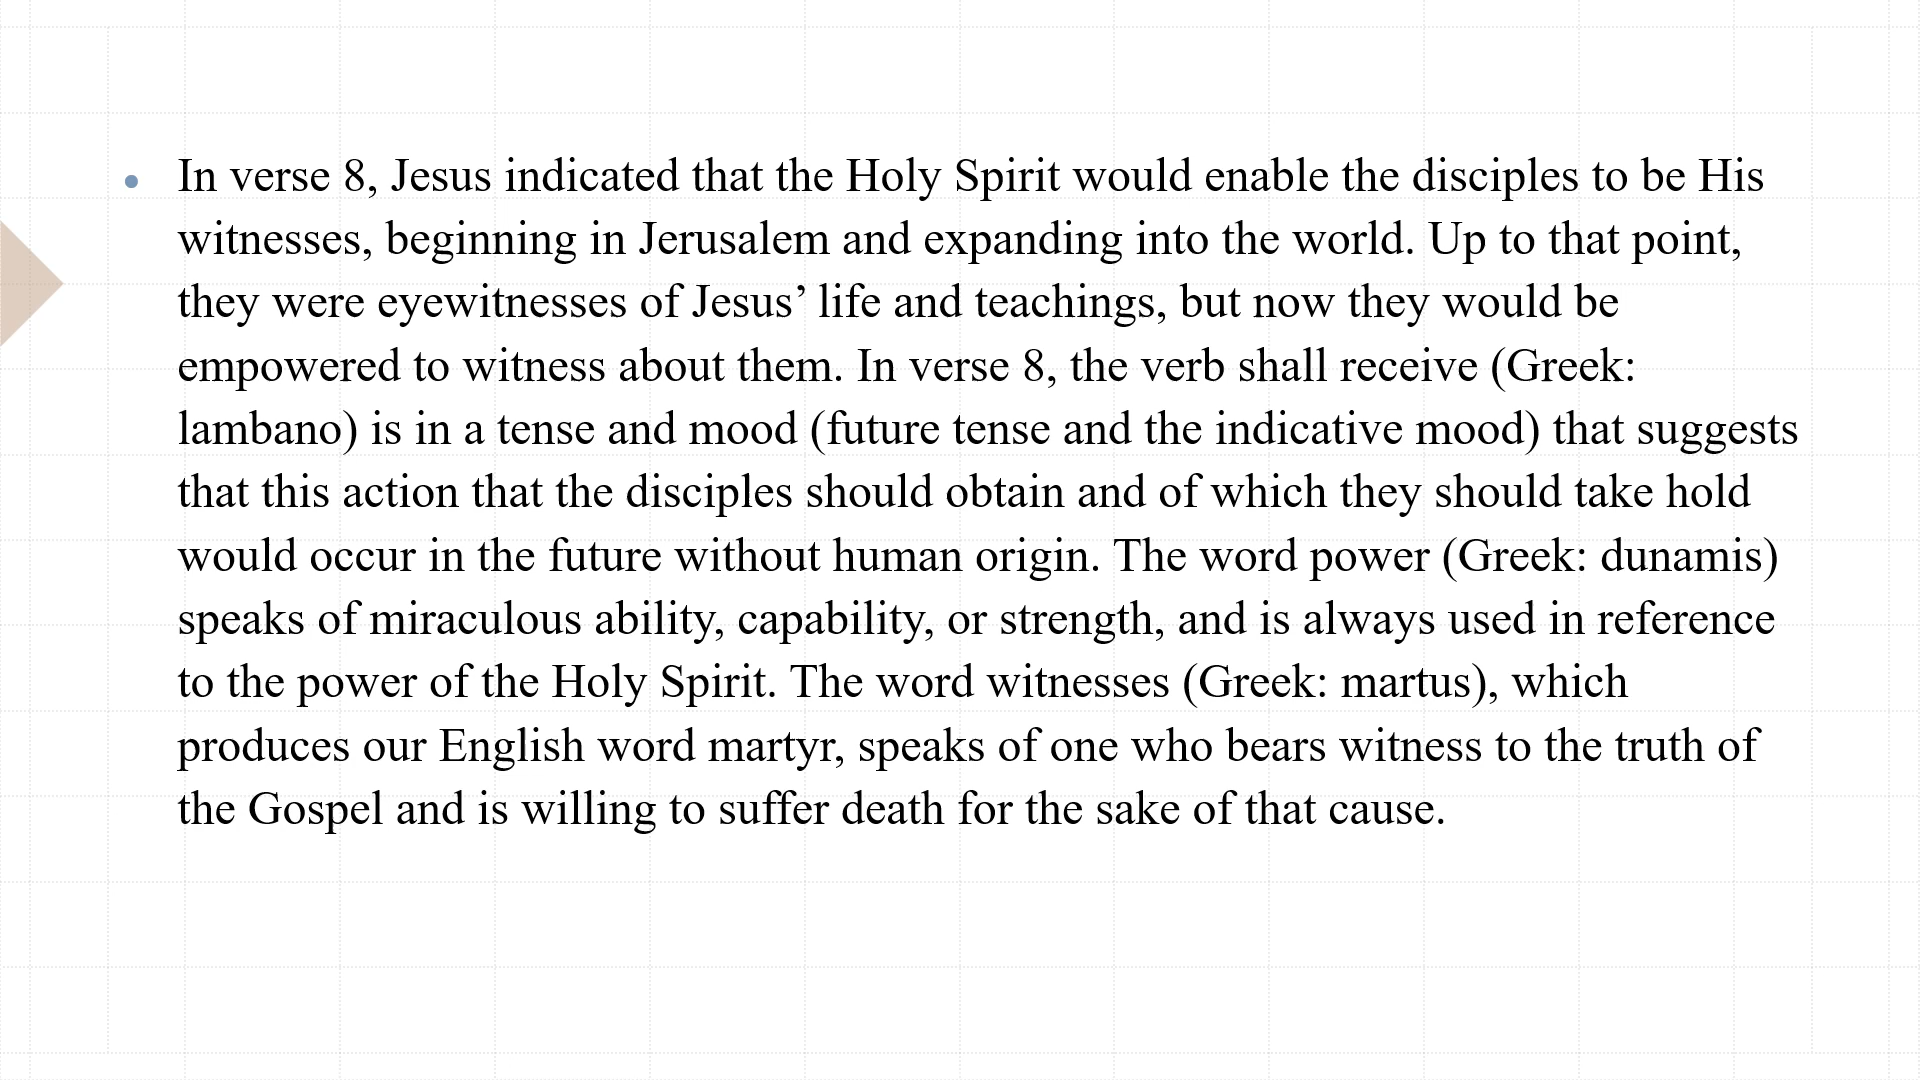 • In verse 8, Jesus indicated that the Holy Spirit would enable the disciples to be His
witnesses, beginning in Jerusalem and expanding into the world. Up to that point,
they were eyewitnesses of Jesus’ life and teachings, but now they would be
empowered to witness about them. In verse 8, the verb shall receive (Greek:
lambano) is in a tense and mood (future tense and the indicative mood) that suggests
that this action that the disciples should obtain and of which they should take hold
would occur in the future without human origin. The word power (Greek: dunamis)
speaks of miraculous ability, capability, or strength, and is always used in reference
to the power of the Holy Spirit. The word witnesses (Greek: martus), which
produces our English word martyr, speaks of one who bears witness to the truth of
the Gospel and is willing to suffer death for the sake of that cause.